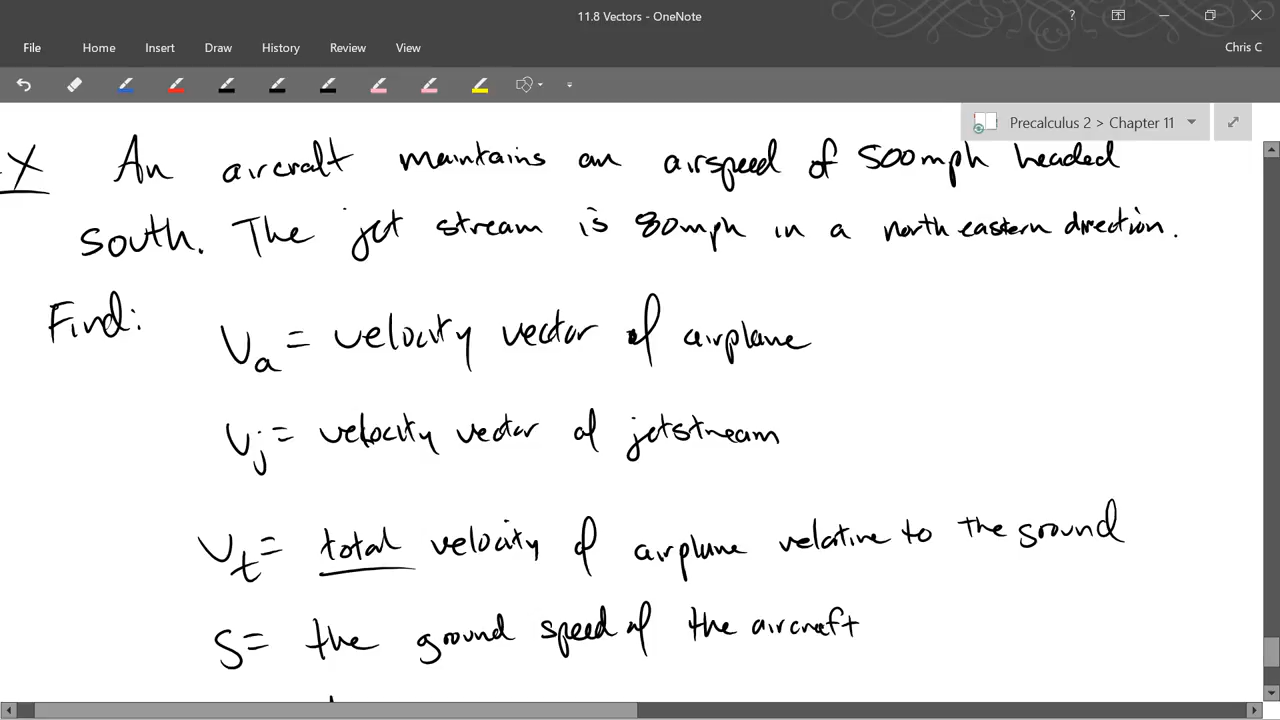 11.8 Vectors - OneNote
File Home Insert Draw History Review View Chris C
Precalculus 2 > Chapter 11
X An aircraft maintains an airspeed of 500mph headed
south. The jet stream is 80mph in a north eastern direction.
Find:
Va = velocity vector of airplane
Vj = velocity vector of jetstream
Vt = total velocity of airplane relative to the ground
S = the ground speed of the aircraft